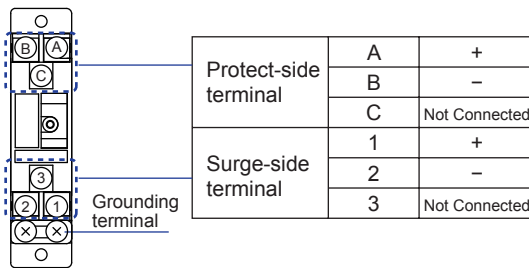 B A
C
3
2 1
Grounding
terminal
Protect-side
terminal
A +
B −
C Not Connected
Surge-side
terminal
1 +
2 −
3 Not Connected